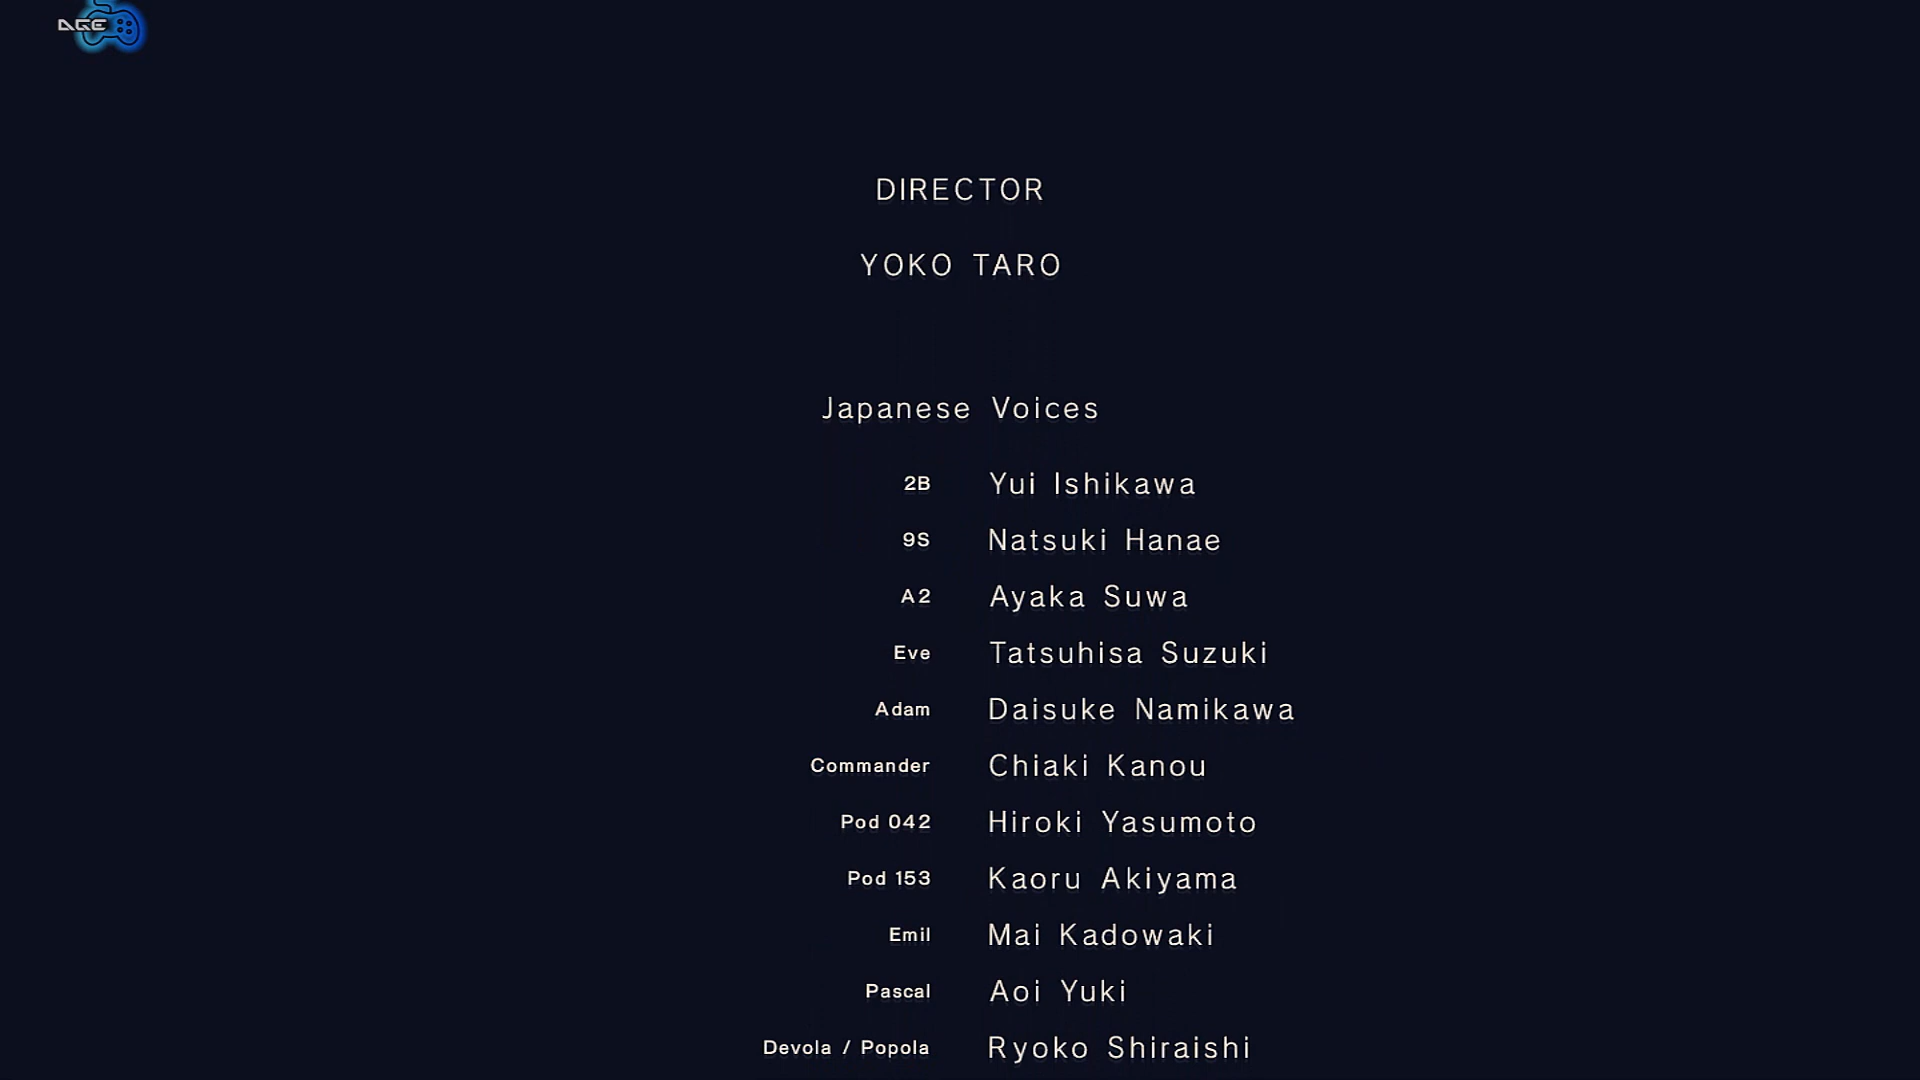 AGE
DIRECTOR
YOKO TARO
Japanese Voices
2B Yui Ishikawa
9S Natsuki Hanae
A2 Ayaka Suwa
Eve Tatsuhisa Suzuki
Adam Daisuke Namikawa
Commander Chiaki Kanou
Pod 042 Hiroki Yasumoto
Pod 153 Kaoru Akiyama
Emil Mai Kadowaki
Pascal Aoi Yuki
Devola / Popola Ryoko Shiraishi